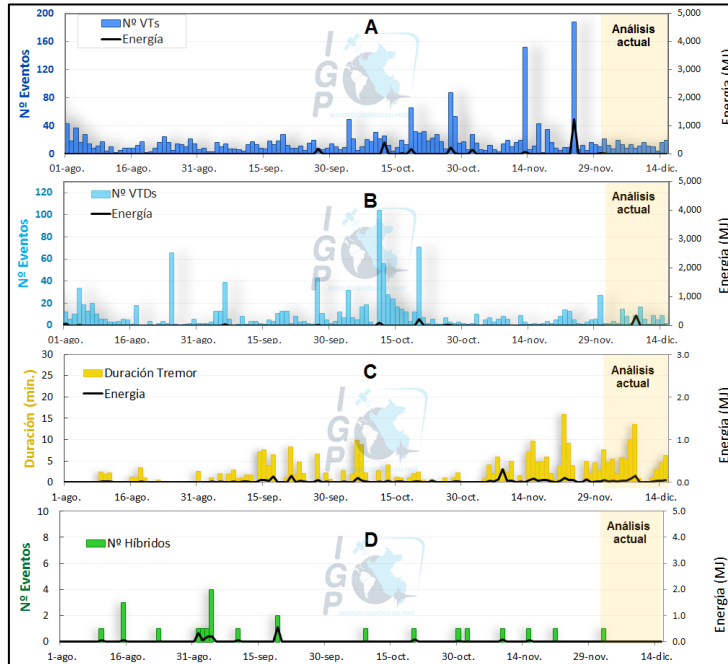 A
Nº VTs
Energía
Análisis
actual
Nº Eventos
Energía (MJ)
200
160
120
80
40
0
5,000
4,000
3,000
2,000
1,000
0
IGP
01-ago. 16-ago. 31-ago. 15-sep. 30-sep. 15-oct. 30-oct. 14-nov. 29-nov. 14-dic.
B
Nº VTDs
Energía
Análisis
actual
Nº Eventos
Energía (MJ)
120
100
80
60
40
20
0
5,000
4,000
3,000
2,000
1,000
0
IGP
01-ago. 16-ago. 31-ago. 15-sep. 30-sep. 15-oct. 30-oct. 14-nov. 29-nov. 14-dic.
C
Duración Tremor
Energia
Análisis
actual
Duración (min.)
Energía (MJ)
30
25
20
15
10
5
0
3.0
2.0
1.0
0.0
IGP
1-ago. 16-ago. 31-ago. 15-sep. 30-sep. 15-oct. 30-oct. 14-nov. 29-nov. 14-dic.
D
Nº Híbridos
Análisis
actual
Nº Eventos
Energía (MJ)
10
8
6
4
2
0
5.0
4.0
3.0
2.0
1.0
0.0
IGP
1-ago. 16-ago. 31-ago. 15-sep. 30-sep. 15-oct. 30-oct. 14-nov. 29-nov. 14-dic.